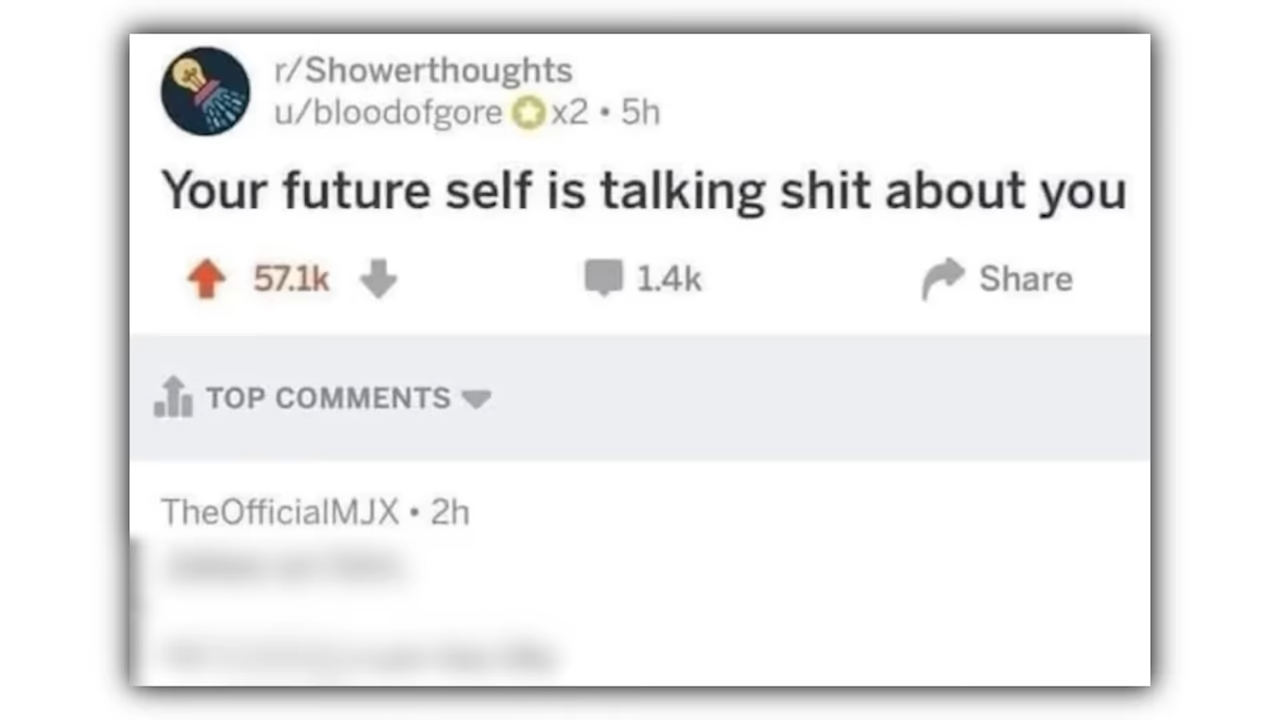 r/Showerthoughts
u/bloodofgore x2 • 5h
Your future self is talking shit about you
57.1k 1.4k Share
TOP COMMENTS
TheOfficialMJX • 2h